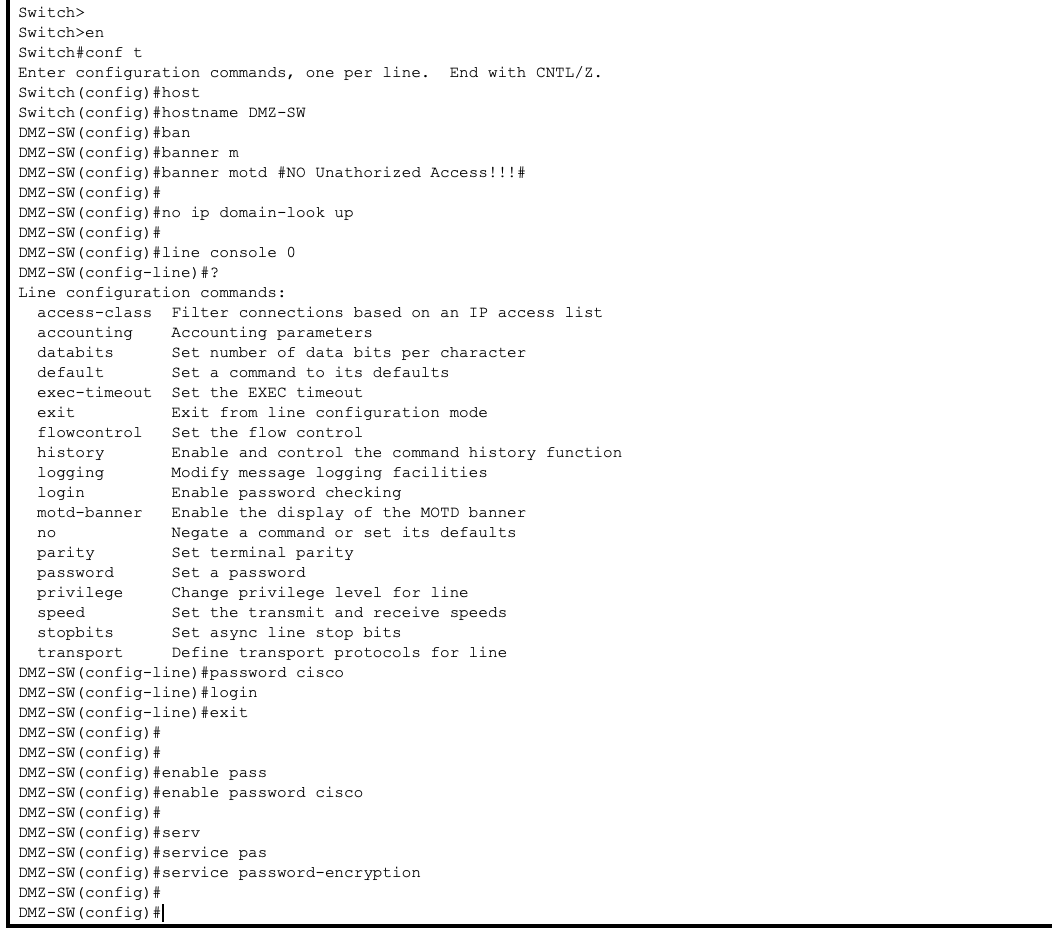 Switch>
Switch>en
Switch#conf t
Enter configuration commands, one per line.  End with CNTL/Z.
Switch(config)#host
Switch(config)#hostname DMZ-SW
DMZ-SW(config)#ban
DMZ-SW(config)#banner m
DMZ-SW(config)#banner motd #NO Unathorized Access!!!#
DMZ-SW(config)#
DMZ-SW(config)#no ip domain-look up
DMZ-SW(config)#
DMZ-SW(config)#line console 0
DMZ-SW(config-line)#?
Line configuration commands:
  access-class  Filter connections based on an IP access list
  accounting    Accounting parameters
  databits      Set number of data bits per character
  default       Set a command to its defaults
  exec-timeout  Set the EXEC timeout
  exit          Exit from line configuration mode
  flowcontrol   Set the flow control
  history       Enable and control the command history function
  logging       Modify message logging facilities
  login         Enable password checking
  motd-banner   Enable the display of the MOTD banner
  no            Negate a command or set its defaults
  parity        Set terminal parity
  password      Set a password
  privilege     Change privilege level for line
  speed         Set the transmit and receive speeds
  stopbits      Set async line stop bits
  transport     Define transport protocols for line
DMZ-SW(config-line)#password cisco
DMZ-SW(config-line)#login
DMZ-SW(config-line)#exit
DMZ-SW(config)#
DMZ-SW(config)#
DMZ-SW(config)#enable pass
DMZ-SW(config)#enable password cisco
DMZ-SW(config)#
DMZ-SW(config)#serv
DMZ-SW(config)#service pas
DMZ-SW(config)#service password-encryption
DMZ-SW(config)#
DMZ-SW(config)#